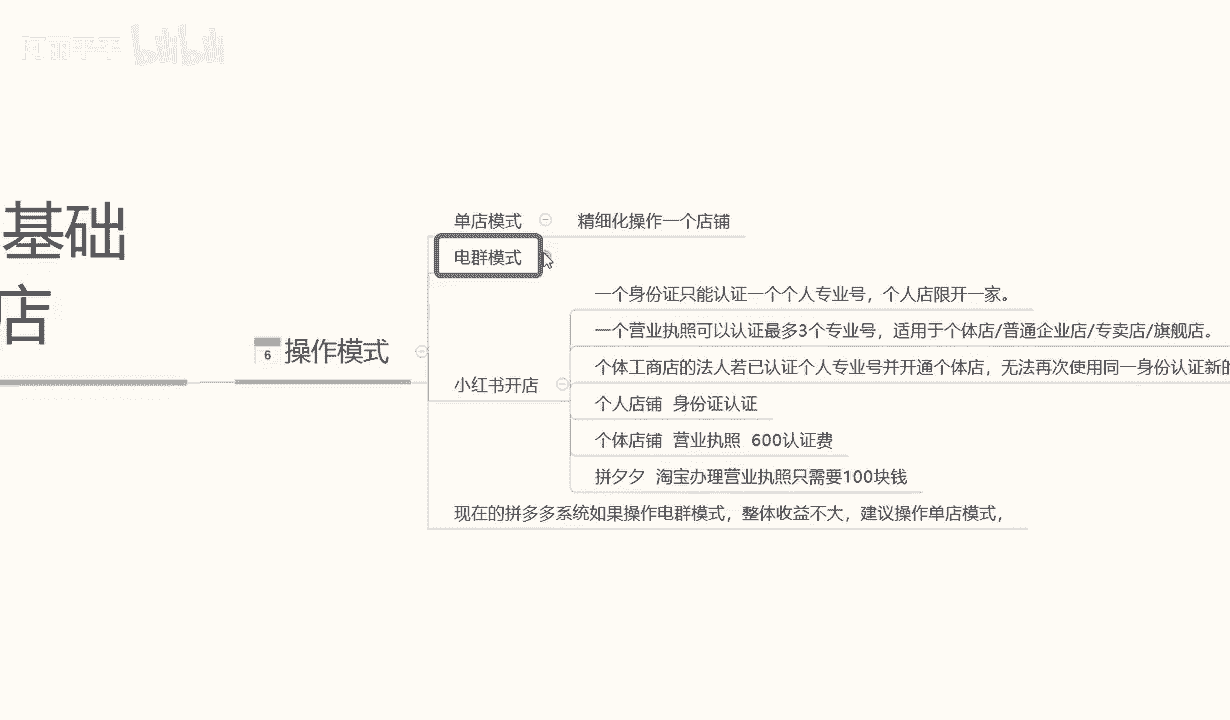 bilibili
基础
店
6 操作模式
单店模式 精细化操作一个店铺
电群模式
小红书开店
一个身份证只能认证一个个人专业号，个人店限开一家。
一个营业执照可以认证最多3个专业号，适用于个体店/普通企业店/专卖店/旗舰店。
个体工商店的法人若已认证个人专业号并开通个体店，无法再次使用同一身份认证新的
个人店铺 身份证认证
个体店铺 营业执照 600认证费
拼夕夕 淘宝办理营业执照只需要100块钱
现在的拼多多系统如果操作电群模式，整体收益不大，建议操作单店模式，